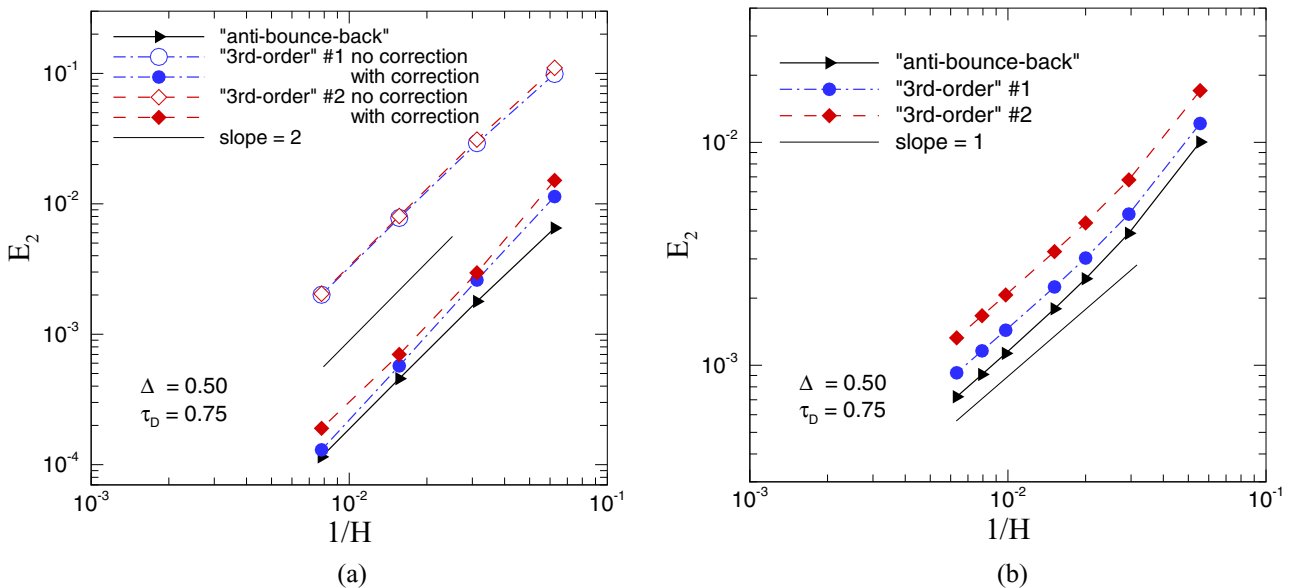 "anti-bounce-back"
"3rd-order" #1 no correction
with correction
"3rd-order" #2 no correction
with correction
slope = 2
10⁻¹
10⁻²
10⁻³
10⁻⁴
E₂
Δ = 0.50
τ_D = 0.75
10⁻³
10⁻²
10⁻¹
1/H
(a)
"anti-bounce-back"
"3rd-order" #1
"3rd-order" #2
slope = 1
10⁻²
10⁻³
E₂
Δ = 0.50
τ_D = 0.75
10⁻³
10⁻²
10⁻¹
1/H
(b)